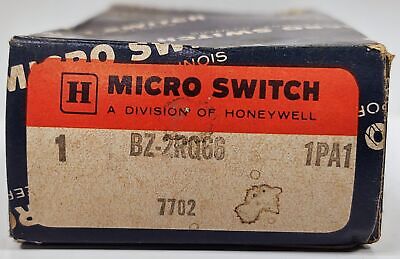 MICRO SWITCH
H MICRO SWITCH
A DIVISION OF HONEYWELL
1 BZ-2RQ66 1PA1
7702